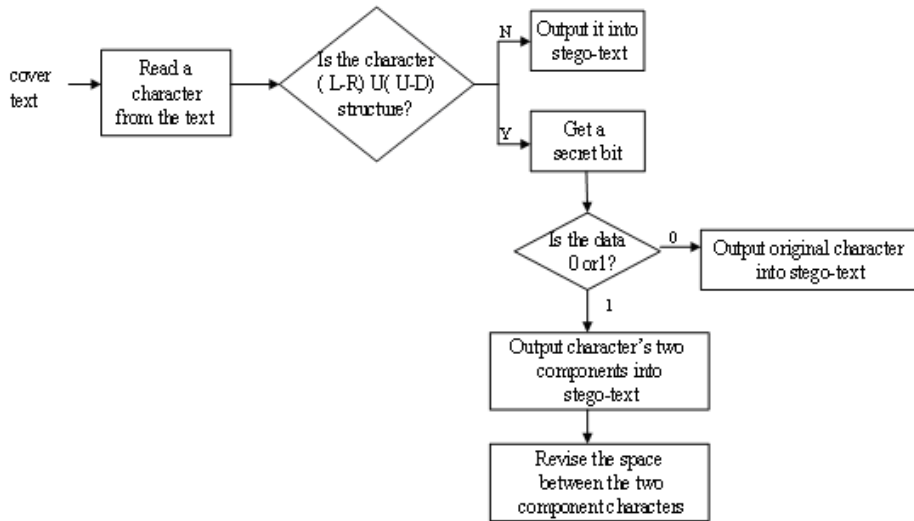 cover
text
Read a
character
from the text
Is the character
( L-R) U( U-D)
structure?
N
Output it into
stego-text
Y
Get a
secret bit
Is the data
0 or1?
0
Output original character
into stego-text
1
Output character's two
components into
stego-text
Revise the space
between the two
component characters